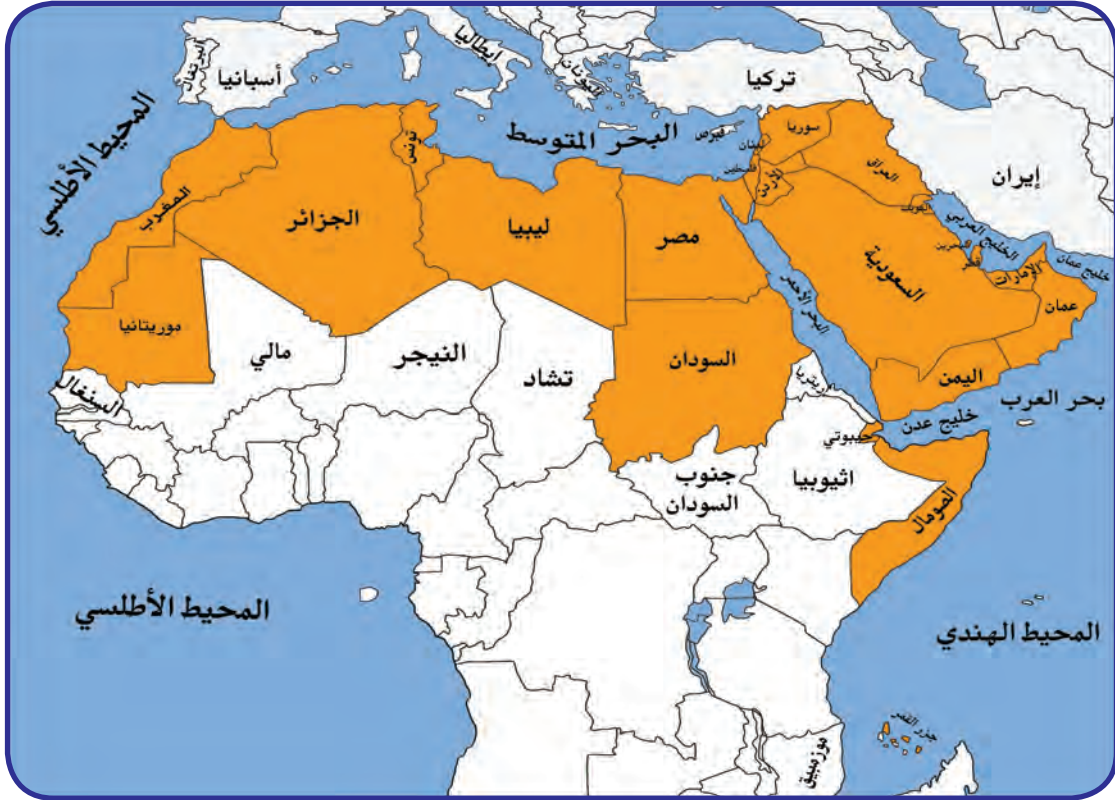 البرتغال
أسبانيا
إيطاليا
اليونان
تركيا
المحيط الأطلسي
البحر المتوسط
قبرص
سوريا
لبنان
فلسطين
الأردن
العراق
إيران
تونس
المغرب
الجزائر
ليبيا
مصر
الكويت
الخليج العربي
البحرين
قطر
الإمارات
خليج عمان
السعودية
البحر الأحمر
عمان
موريتانيا
مالي
النيجر
تشاد
السودان
اريتريا
اليمن
بحر العرب
خليج عدن
السنغال
جيبوتي
اثيوبيا
جنوب
السودان
الصومال
المحيط الأطلسي
المحيط الهندي
جزر القمر
موزمبيق